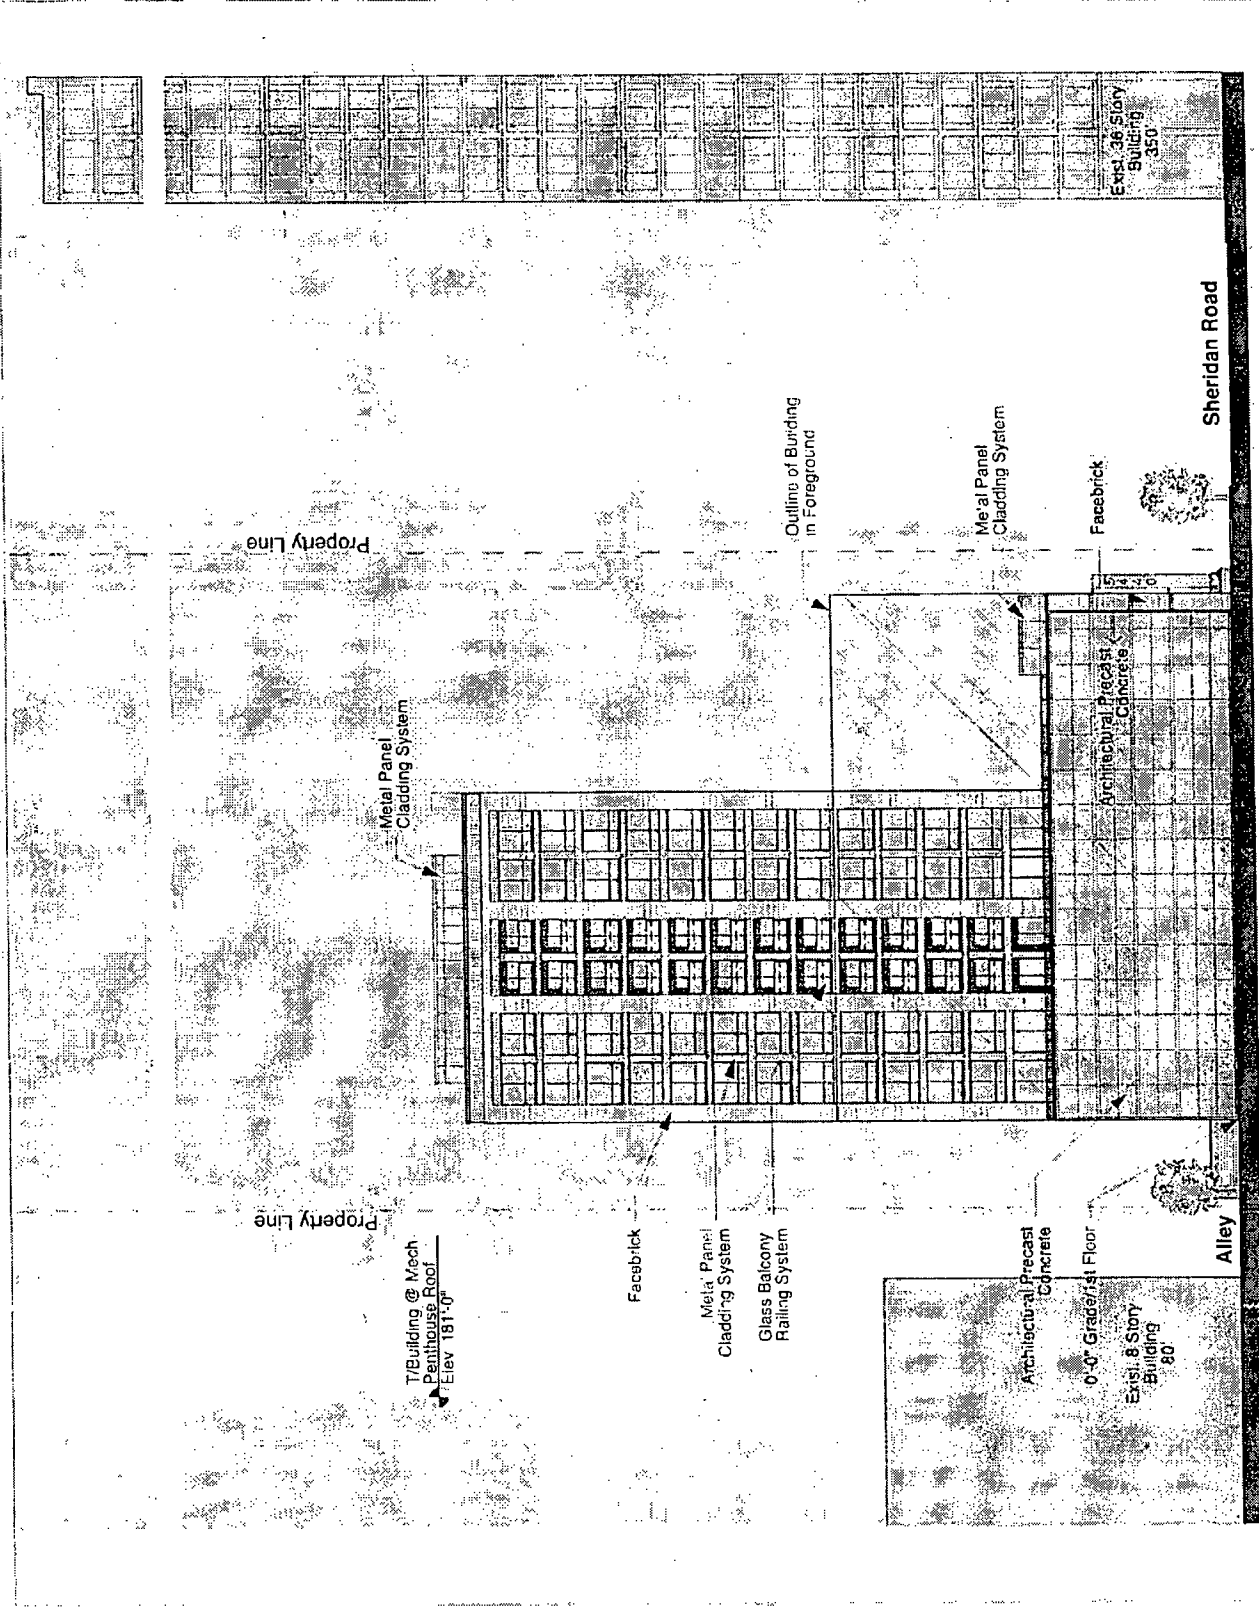 Exist. 36 Story
Building
350'
Sheridan Road
Property Line
Outline of Building
in Foreground
Metal Panel
Cladding System
Facebrick
5440
Architectural Precast
Concrete
Metal Panel
Cladding System
Property Line
T/Building @ Mech
Penthouse Roof
Elev 181'-0"
Facebrick
Metal Panel
Cladding System
Glass Balcony
Railing System
Architectural Precast
Concrete
0'-0" Grade/1st Floor
Exist. 8 Story
Building
80'
Alley